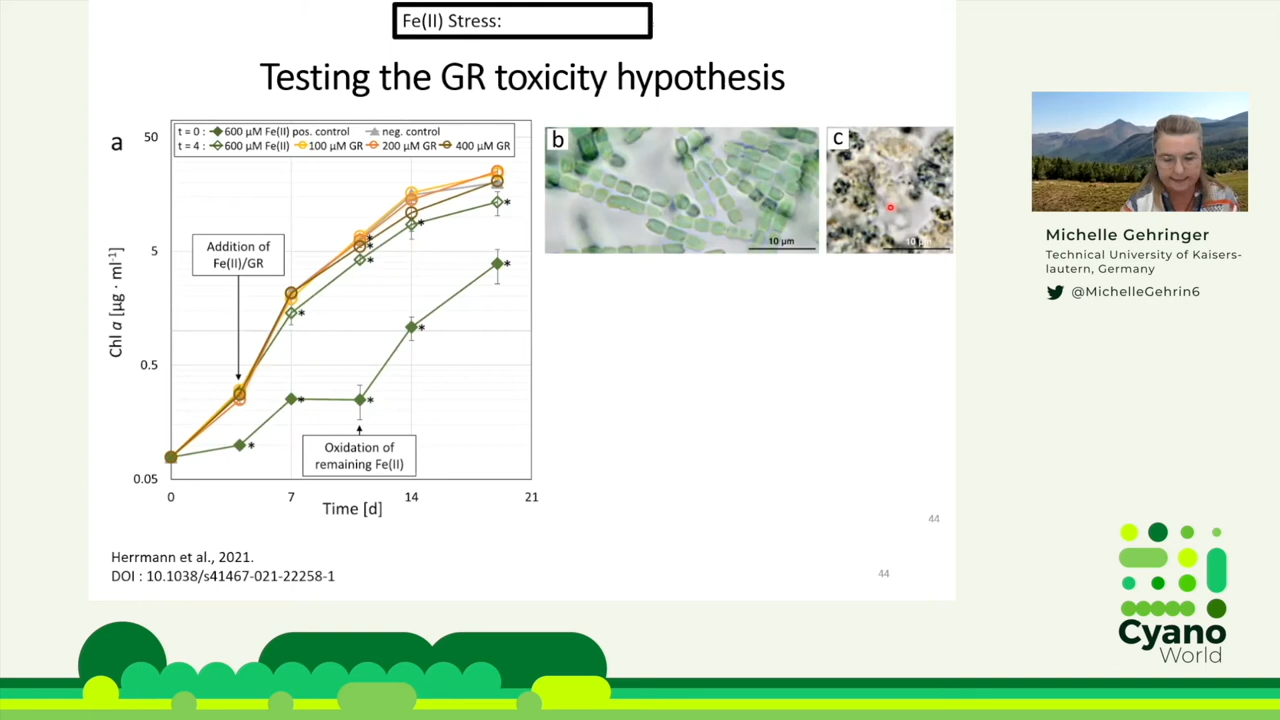 Fe(II) Stress:
Testing the GR toxicity hypothesis
a
t = 0 : 600 µM Fe(II) pos. control neg. control
t = 4 : 600 µM Fe(II) 100 µM GR 200 µM GR 400 µM GR
50
5
0.5
0.05
Chl a [µg · ml-1]
Addition of
Fe(II)/GR
Oxidation of
remaining Fe(II)
* * * * * * * * * *
0 7 14 21
Time [d]
b
10 µm
c
10 µm
44
Herrmann et al., 2021.
DOI : 10.1038/s41467-021-22258-1
44
Michelle Gehringer
Technical University of Kaisers-
lautern, Germany
@MichelleGehrin6
Cyano
World